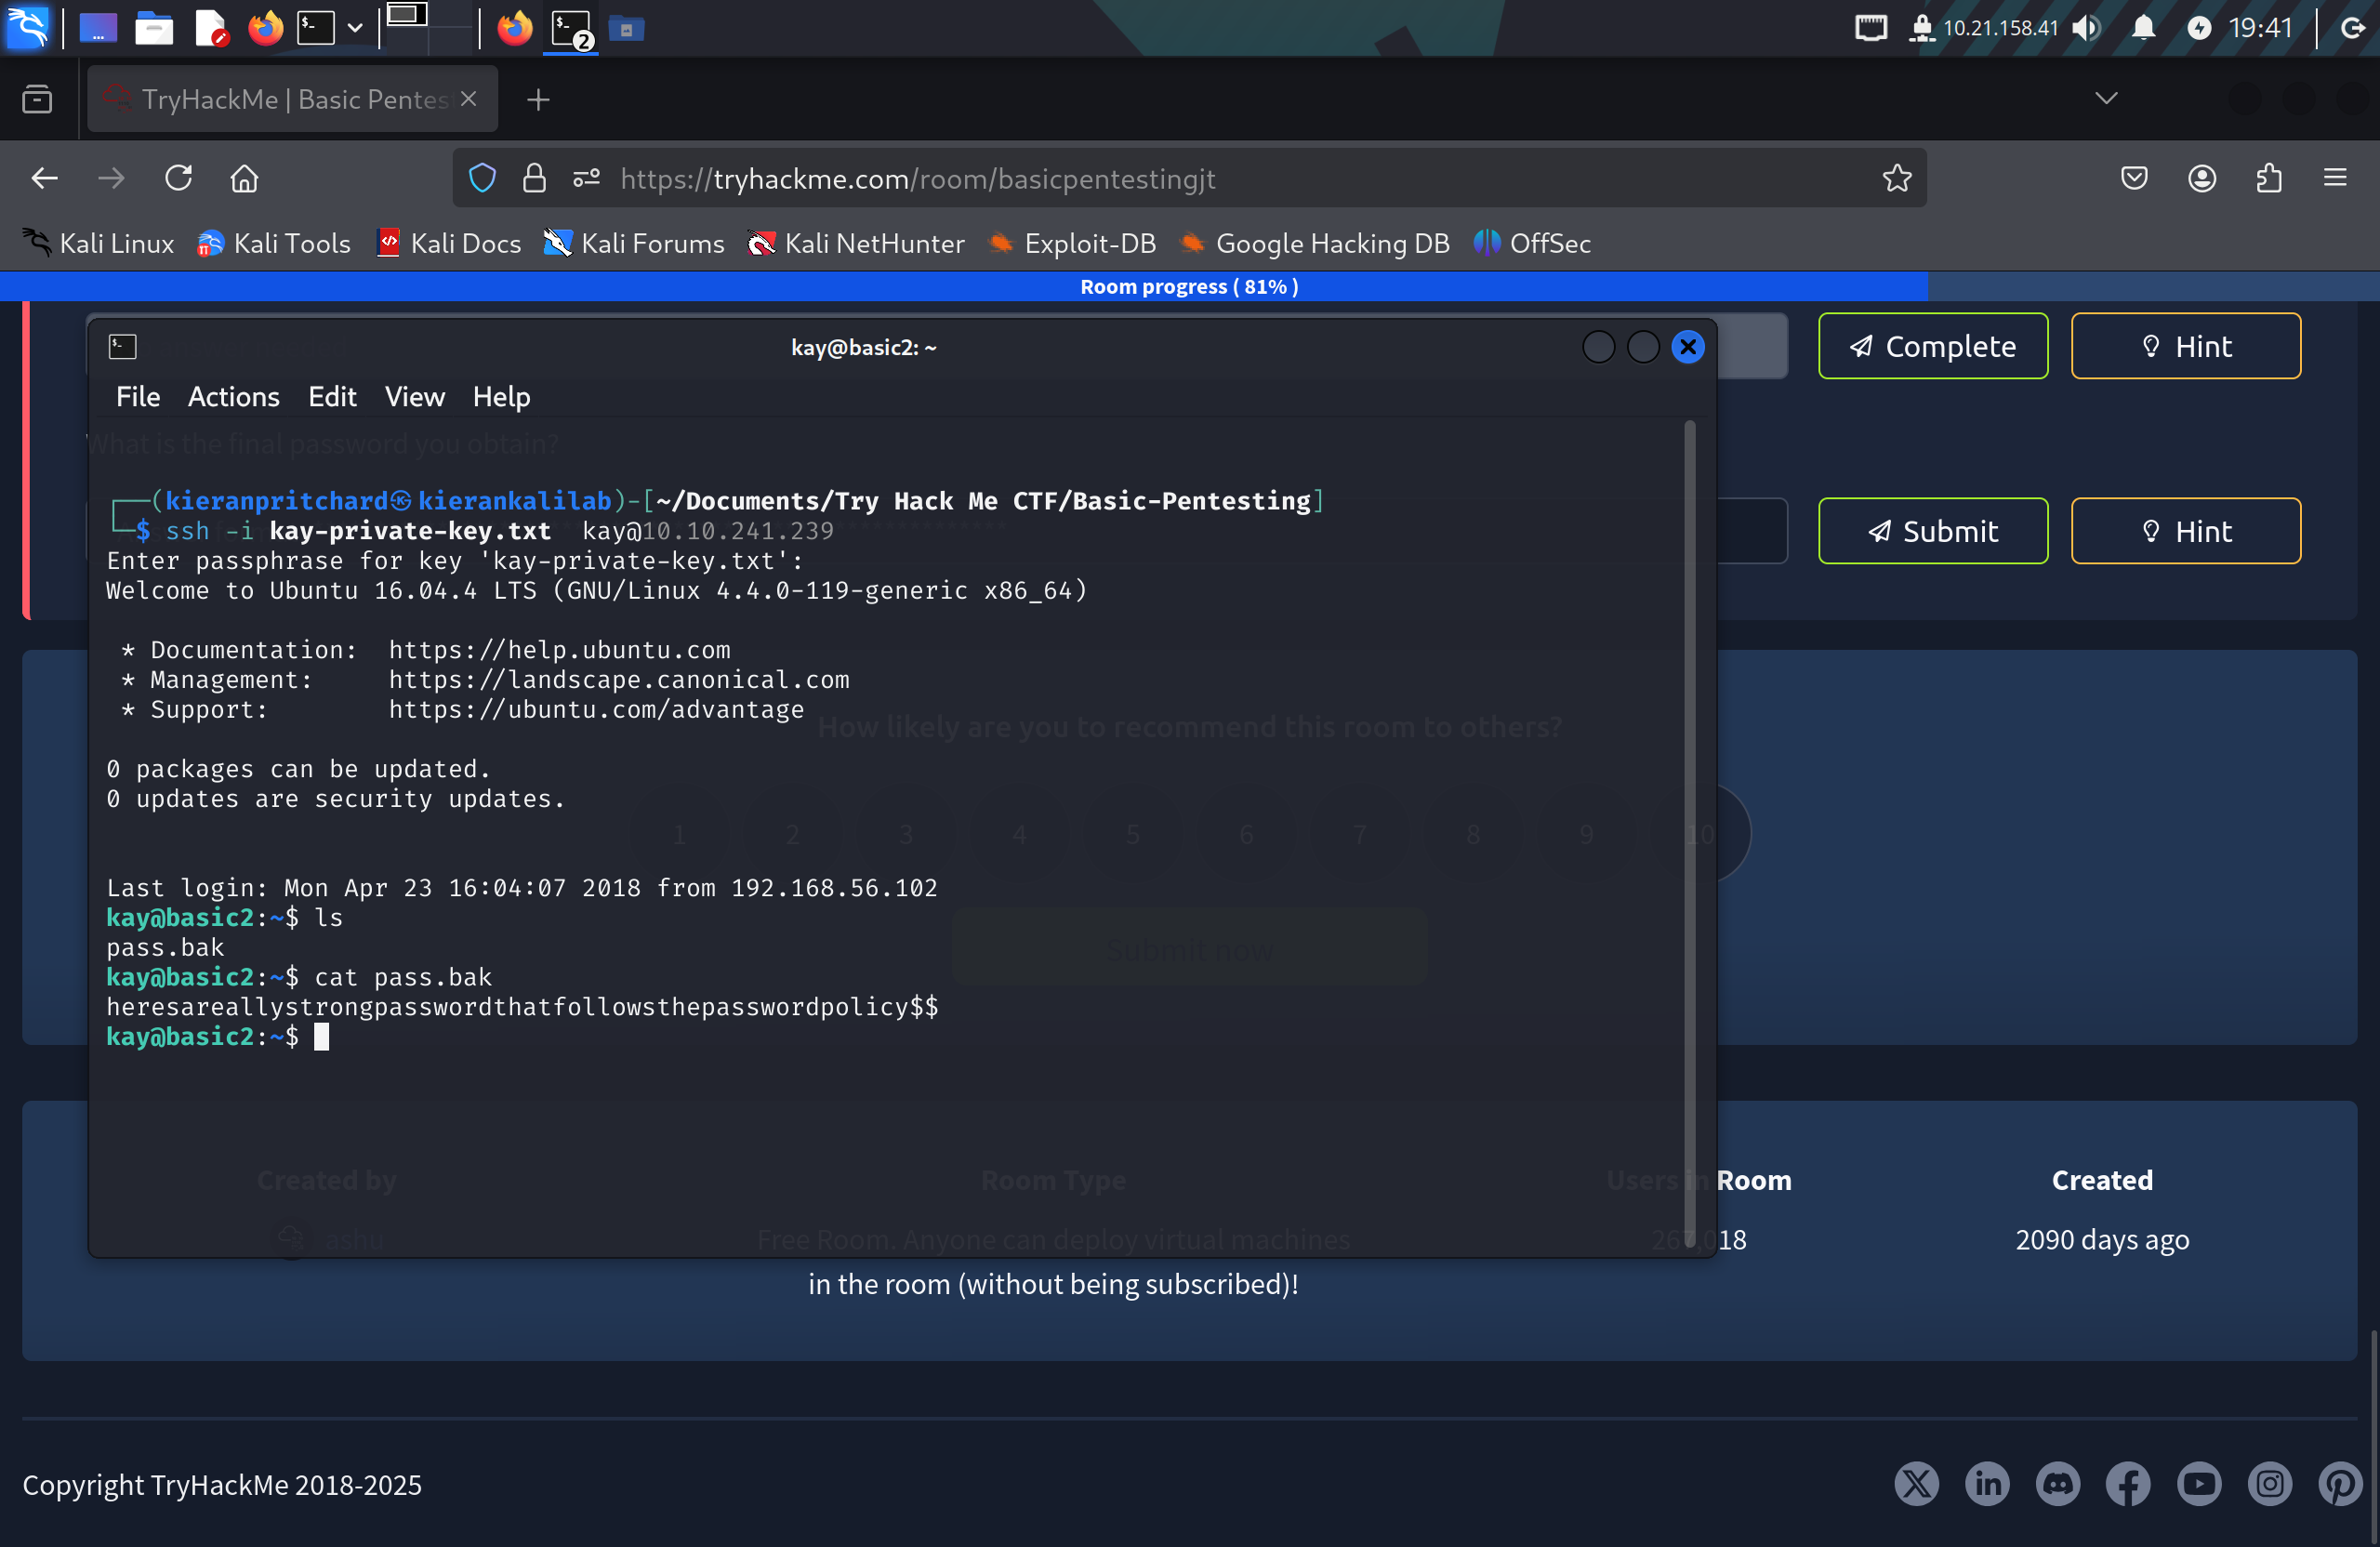 10.21.158.41 19:41
2
TryHackMe | Basic Pentes
https://tryhackme.com/room/basicpentestingjt
Kali Linux Kali Tools Kali Docs Kali Forums Kali NetHunter Exploit-DB Google Hacking DB OffSec
Room progress ( 81% )
kay@basic2: ~
Complete Hint
File Actions Edit View Help
What is the final password you obtain?
┌──(kieranpritchard㉿kierankalilab)-[~/Documents/Try Hack Me CTF/Basic-Pentesting]
└─$ ssh -i kay-private-key.txt  kay@10.10.241.239
Submit Hint
Enter passphrase for key 'kay-private-key.txt':
Welcome to Ubuntu 16.04.4 LTS (GNU/Linux 4.4.0-119-generic x86_64)
* Documentation:  https://help.ubuntu.com
* Management:     https://landscape.canonical.com
* Support:        https://ubuntu.com/advantage
How likely are you to recommend this room to others?
0 packages can be updated.
0 updates are security updates.
1 2 3 4 5 6 7 8 9 10
Last login: Mon Apr 23 16:04:07 2018 from 192.168.56.102
kay@basic2:~$ ls
pass.bak
Submit now
kay@basic2:~$ cat pass.bak
heresareallystrongpasswordthatfollowsthepasswordpolicy$$
kay@basic2:~$
Created by Room Type Users in Room Created
ashu Free Room. Anyone can deploy virtual machines 267,018 2090 days ago
in the room (without being subscribed)!
Copyright TryHackMe 2018-2025